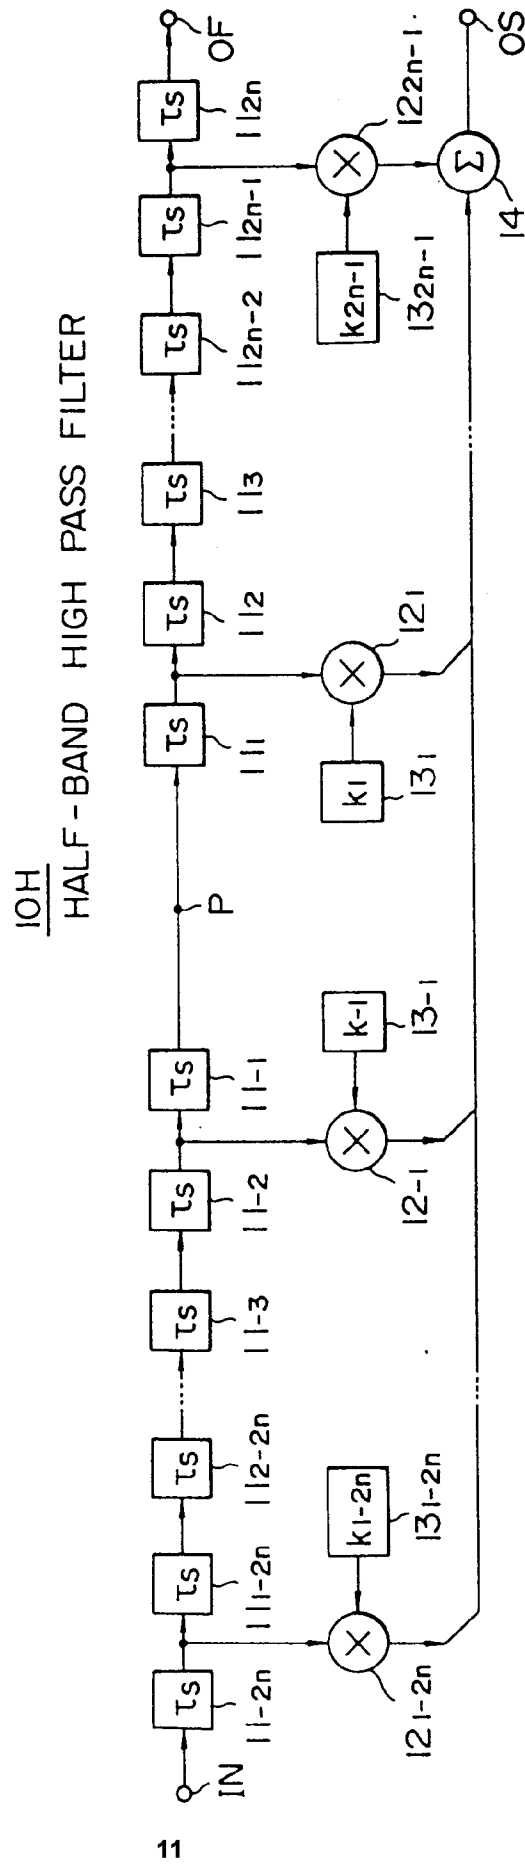 10H
HALF-BAND HIGH PASS FILTER
IN
τs τs τs τs τs τs P τs τs τs τs τs τs OF
11-2n 111-2n 112-2n 11-3 11-2 11-1 111 112 113 112n-2 112n-1 112n
k1-2n k-1 k1 k2n-1
131-2n 13-1 131 132n-1
× × × ×
121-2n 12-1 121 122n-1
Σ OS
14
11